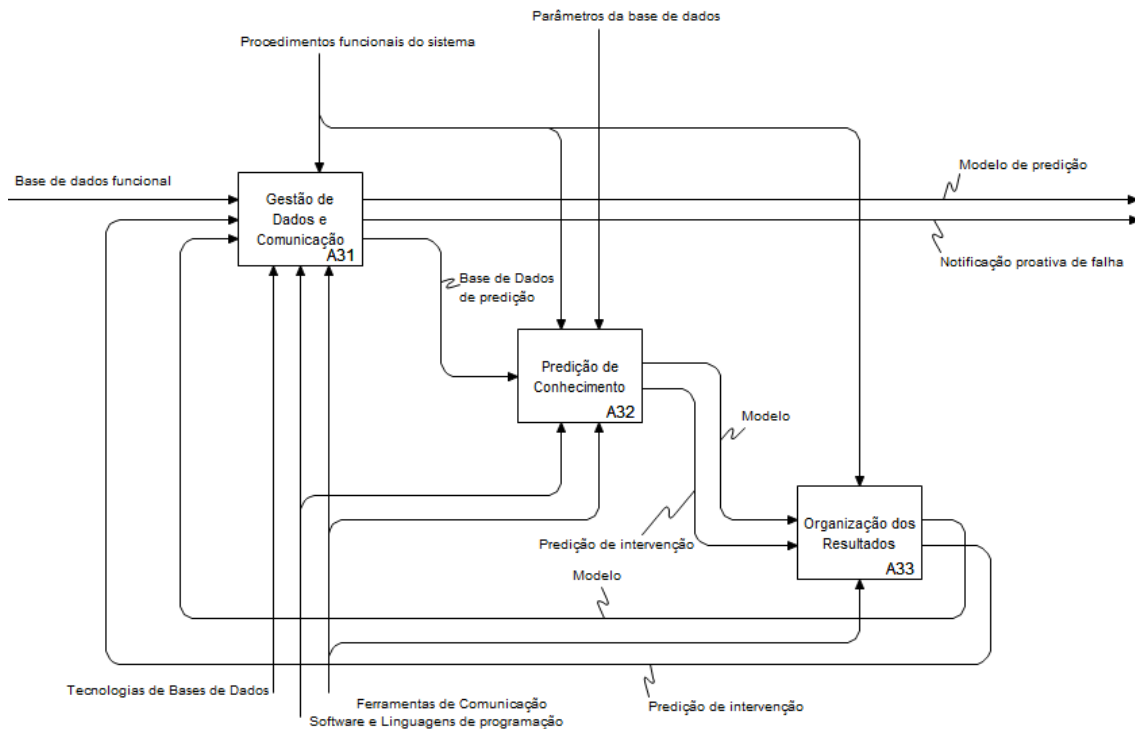 Parâmetros da base de dados
Procedimentos funcionais do sistema
Base de dados funcional
Gestão de
Dados e
Comunicação
A31
Modelo de predição
Notificação proativa de falha
Base de Dados
de predição
Predição de
Conhecimento
A32
Modelo
Organização dos
Resultados
A33
Predição de intervenção
Modelo
Tecnologias de Bases de Dados
Ferramentas de Comunicação
Software e Linguagens de programação
Predição de intervenção